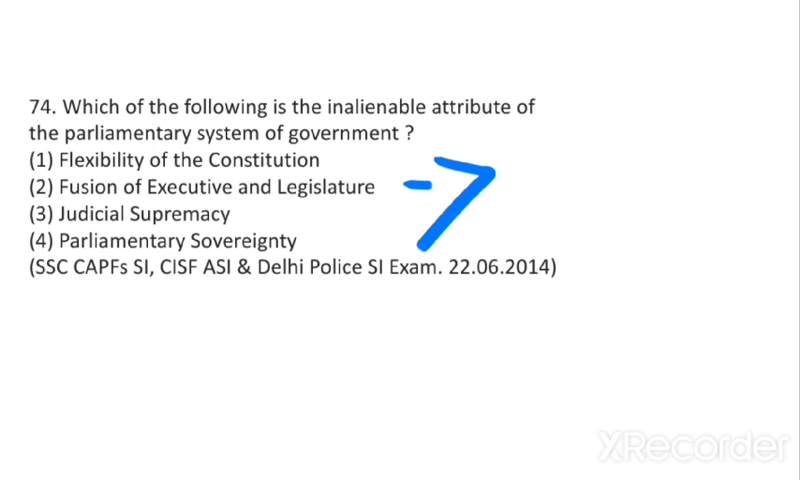 74. Which of the following is the inalienable attribute of
the parliamentary system of government ?
(1) Flexibility of the Constitution
(2) Fusion of Executive and Legislature
(3) Judicial Supremacy
(4) Parliamentary Sovereignty
(SSC CAPFs SI, CISF ASI & Delhi Police SI Exam. 22.06.2014)
XRecorder